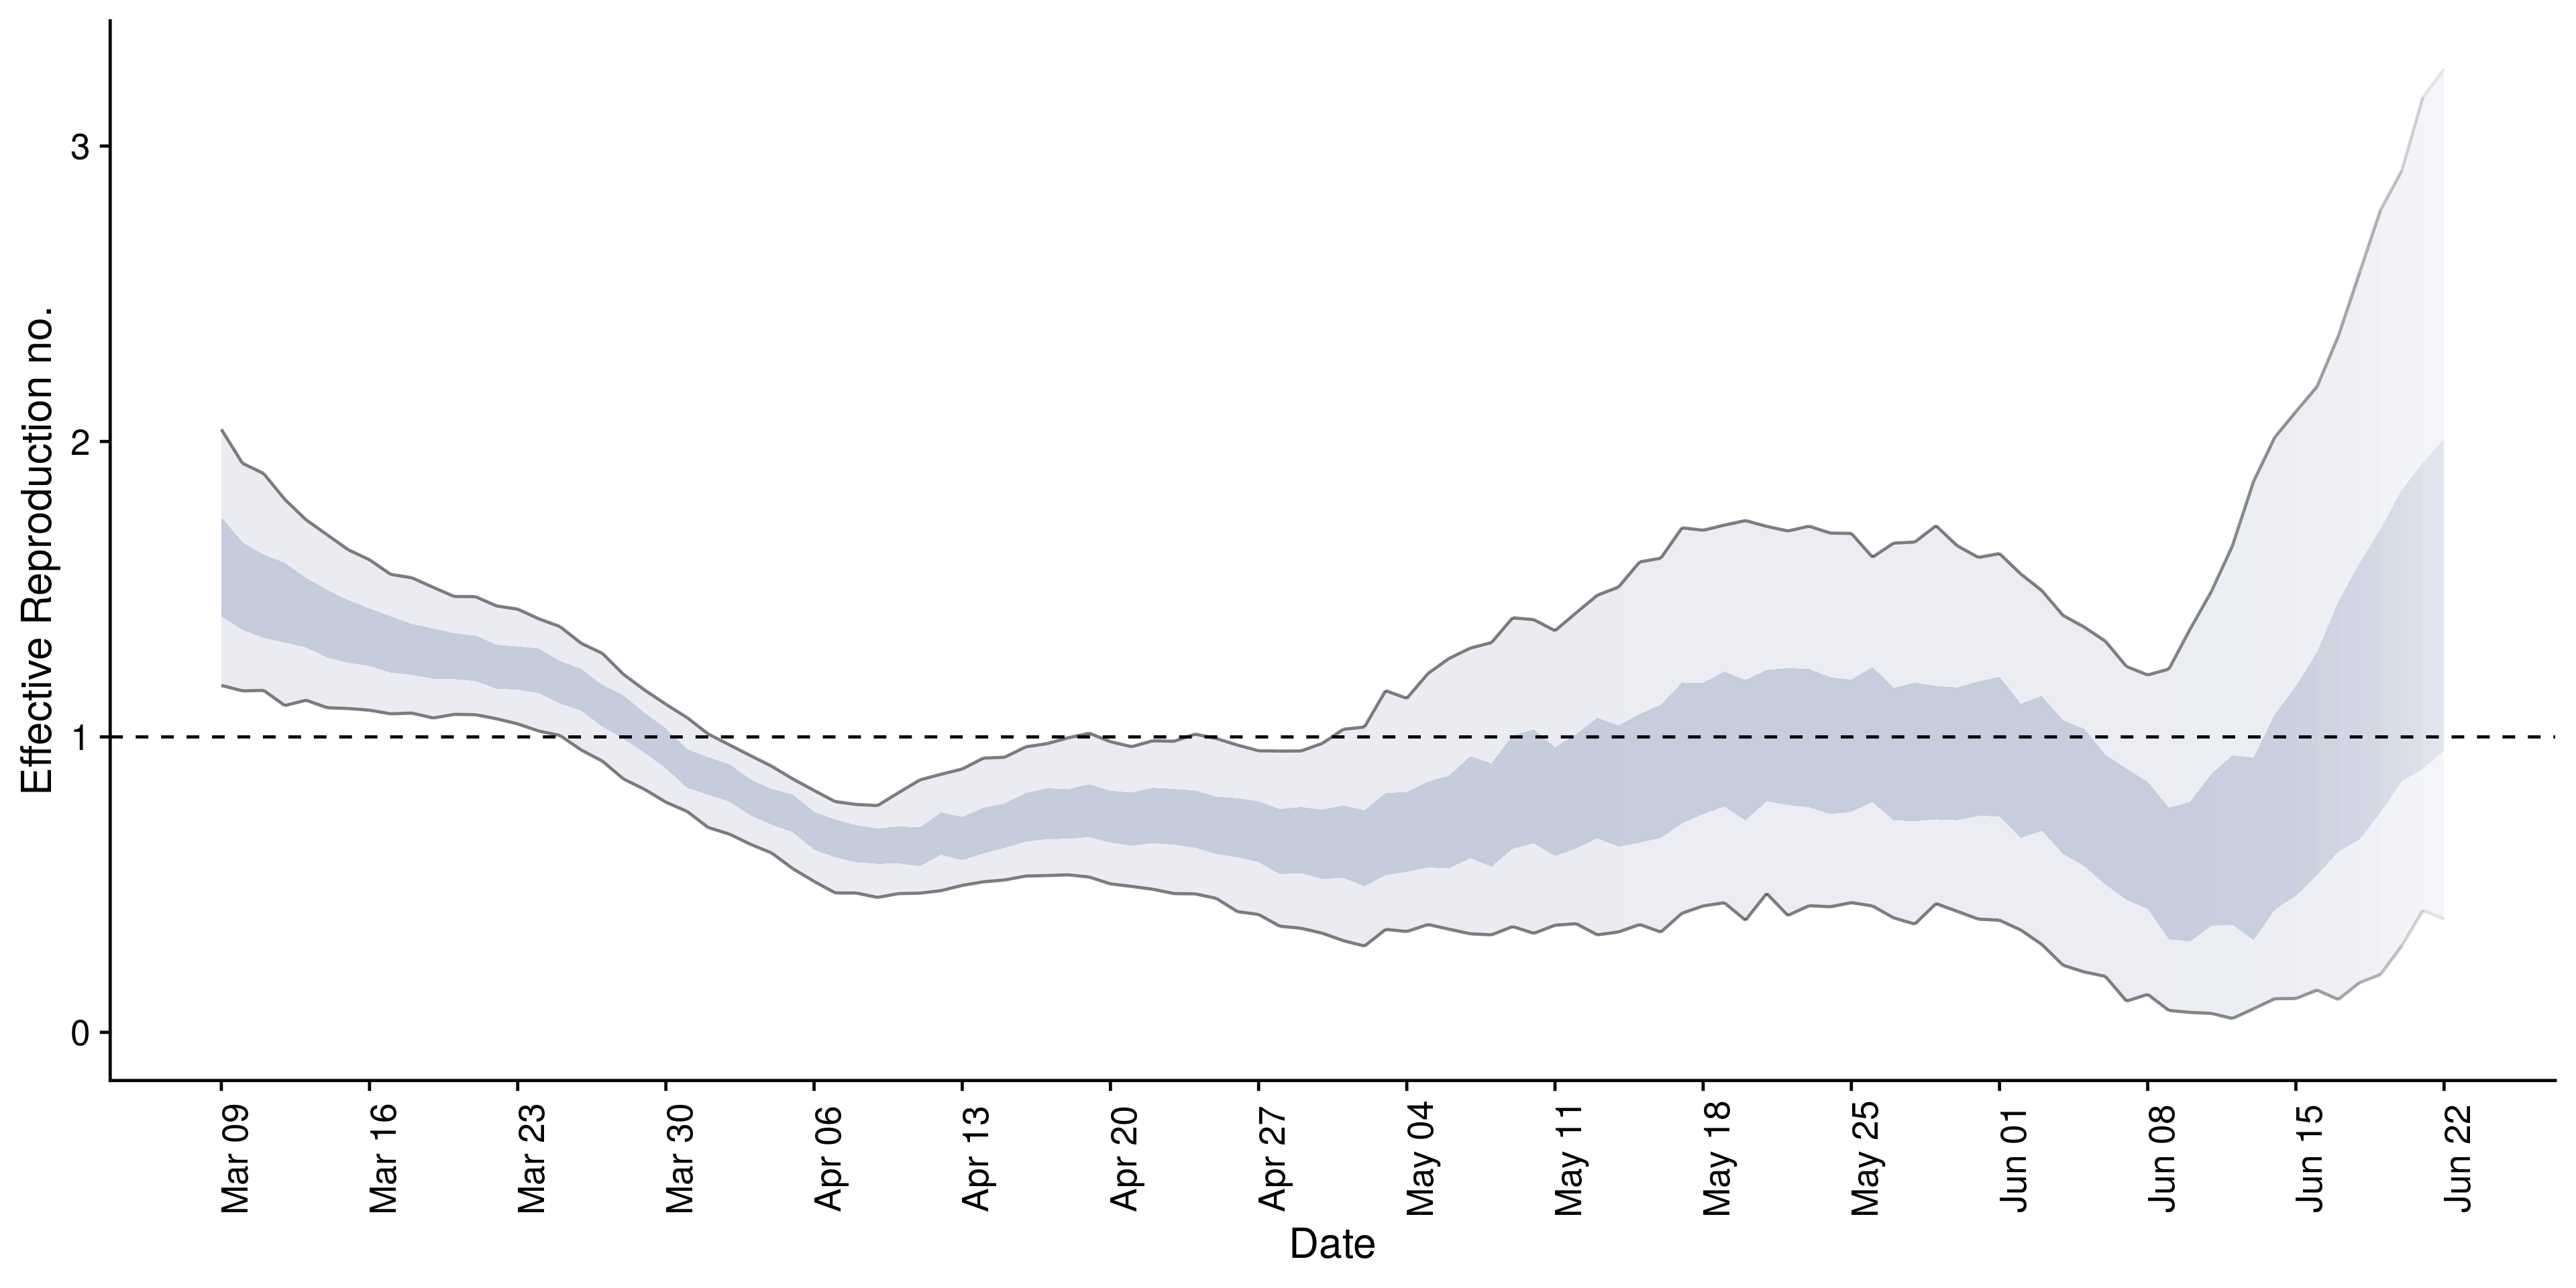 Effective Reproduction no.
3
2
1
0
Mar 09
Mar 16
Mar 23
Mar 30
Apr 06
Apr 13
Apr 20
Apr 27
May 04
May 11
May 18
May 25
Jun 01
Jun 08
Jun 15
Jun 22
Date